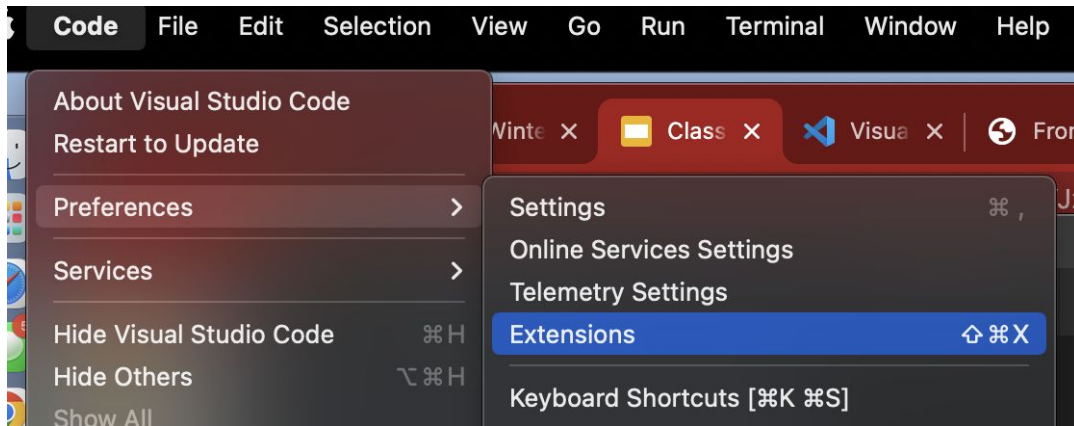 Code File Edit Selection View Go Run Terminal Window Help
About Visual Studio Code
Restart to Update
Class
Preferences
Services
Hide Visual Studio Code ⌘H
Hide Others ⌥⌘H
Show All
Settings ⌘ ,
Online Services Settings
Telemetry Settings
Extensions ⇧⌘X
Keyboard Shortcuts [⌘K ⌘S]